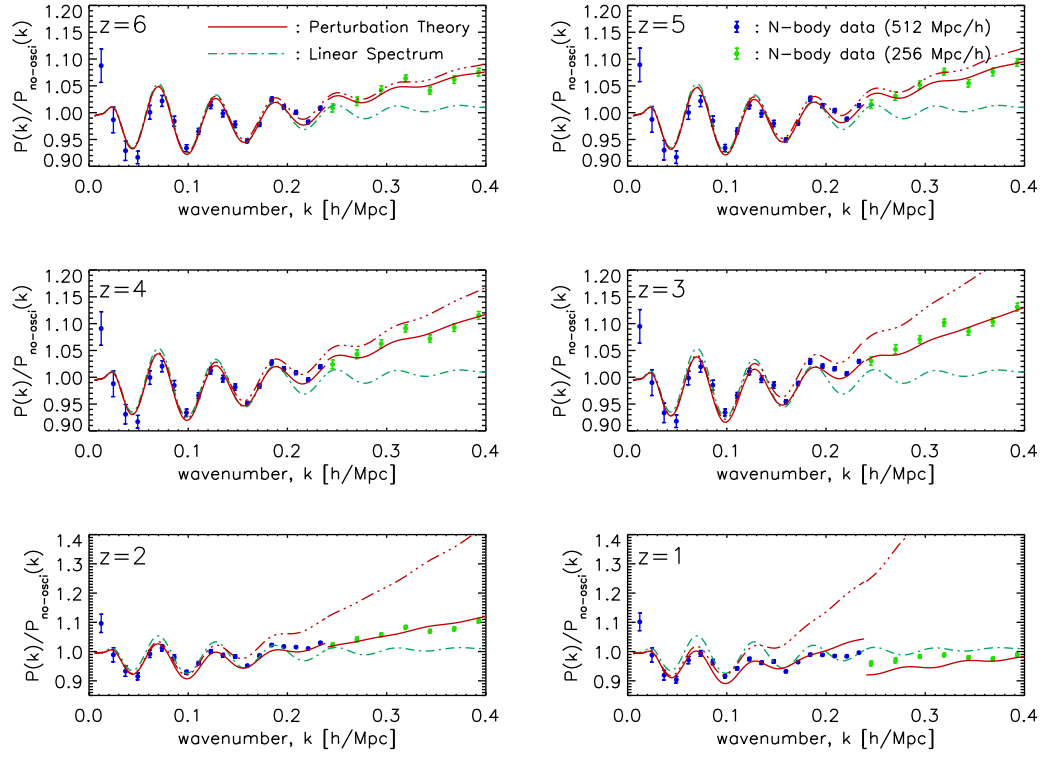 z=6
: Perturbation Theory
: Linear Spectrum
P(k)/Pno-osci(k)
1.20
1.15
1.10
1.05
1.00
0.95
0.90
0.0 0.1 0.2 0.3 0.4
wavenumber, k [h/Mpc]
z=5
: N-body data (512 Mpc/h)
: N-body data (256 Mpc/h)
P(k)/Pno-osci(k)
1.20
1.15
1.10
1.05
1.00
0.95
0.90
0.0 0.1 0.2 0.3 0.4
wavenumber, k [h/Mpc]
z=4
P(k)/Pno-osci(k)
1.20
1.15
1.10
1.05
1.00
0.95
0.90
0.0 0.1 0.2 0.3 0.4
wavenumber, k [h/Mpc]
z=3
P(k)/Pno-osci(k)
1.20
1.15
1.10
1.05
1.00
0.95
0.90
0.0 0.1 0.2 0.3 0.4
wavenumber, k [h/Mpc]
z=2
P(k)/Pno-osci(k)
1.4
1.3
1.2
1.1
1.0
0.9
0.0 0.1 0.2 0.3 0.4
wavenumber, k [h/Mpc]
z=1
P(k)/Pno-osci(k)
1.4
1.3
1.2
1.1
1.0
0.9
0.0 0.1 0.2 0.3 0.4
wavenumber, k [h/Mpc]